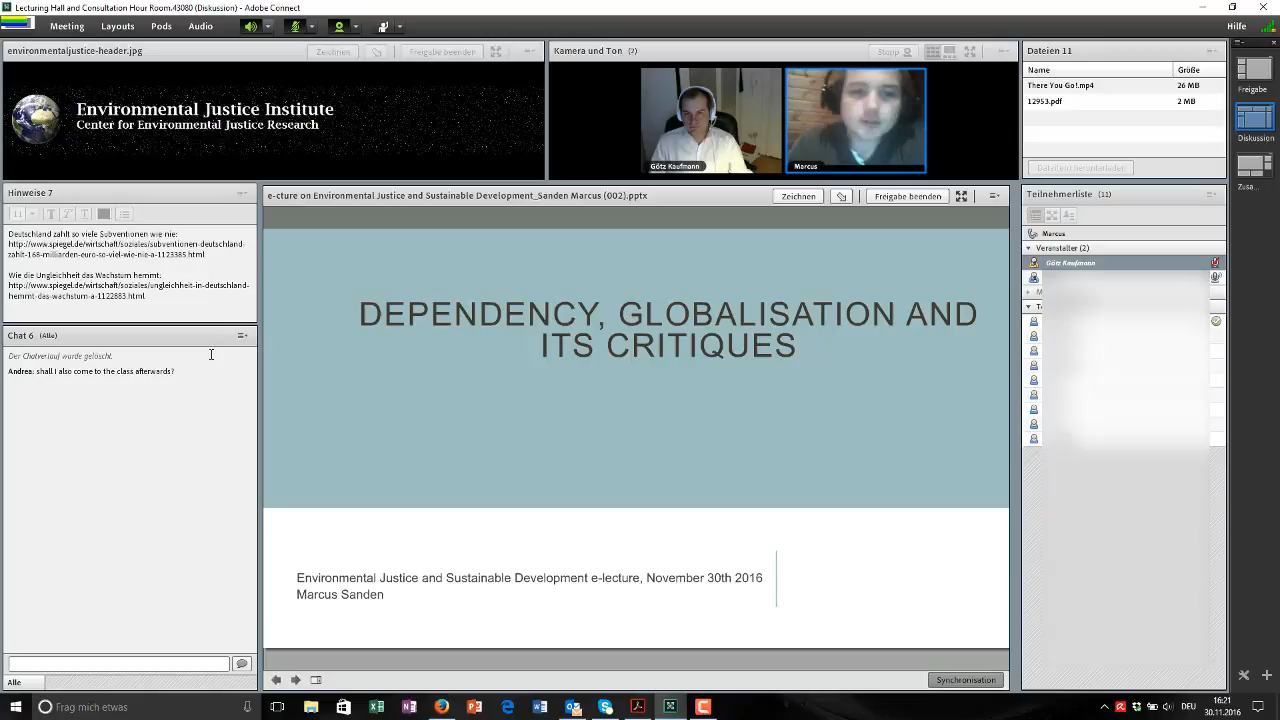 Lecturing Hall and Consultation Hour Room.43080 (Diskussion) - Adobe Connect
Meeting Layouts Pods Audio
Hilfe
environmentaljustice-header.jpg
Zeichnen
Freigabe beenden
Environmental Justice Institute
Center for Environmental Justice Research
Kamera und Ton (2)
Stopp
Götz Kaufmann
Marcus
Dateien 11
Name Größe
There You Go!.mp4 26 MB
12953.pdf 2 MB
Datei(en) herunterladen
Freigabe
Diskussion
Zusa...
Hinweise 7
11
Deutschland zahlt so viele Subventionen wie nie:
http://www.spiegel.de/wirtschaft/soziales/subventionen-deutschland-
zahlt-168-milliarden-euro-so-viel-wie-nie-a-1123385.html
Wie die Ungleichheit das Wachstum hemmt:
http://www.spiegel.de/wirtschaft/soziales/ungleichheit-in-deutschland-
hemmt-das-wachstum-a-1122883.html
Chat 6 (Alle)
Der Chatverlauf wurde gelöscht.
Andrea: shall I also come to the class afterwards?
Alle
e-cture on Environmental Justice and Sustainable Development_Sanden Marcus (002).pptx
Zeichnen
Freigabe beenden
DEPENDENCY, GLOBALISATION AND
ITS CRITIQUES
Environmental Justice and Sustainable Development e-lecture, November 30th 2016
Marcus Sanden
Synchronisation
Teilnehmerliste (11)
Marcus
Veranstalter (2)
Götz Kaufmann
Frag mich etwas
DEU
16:21
30.11.2016